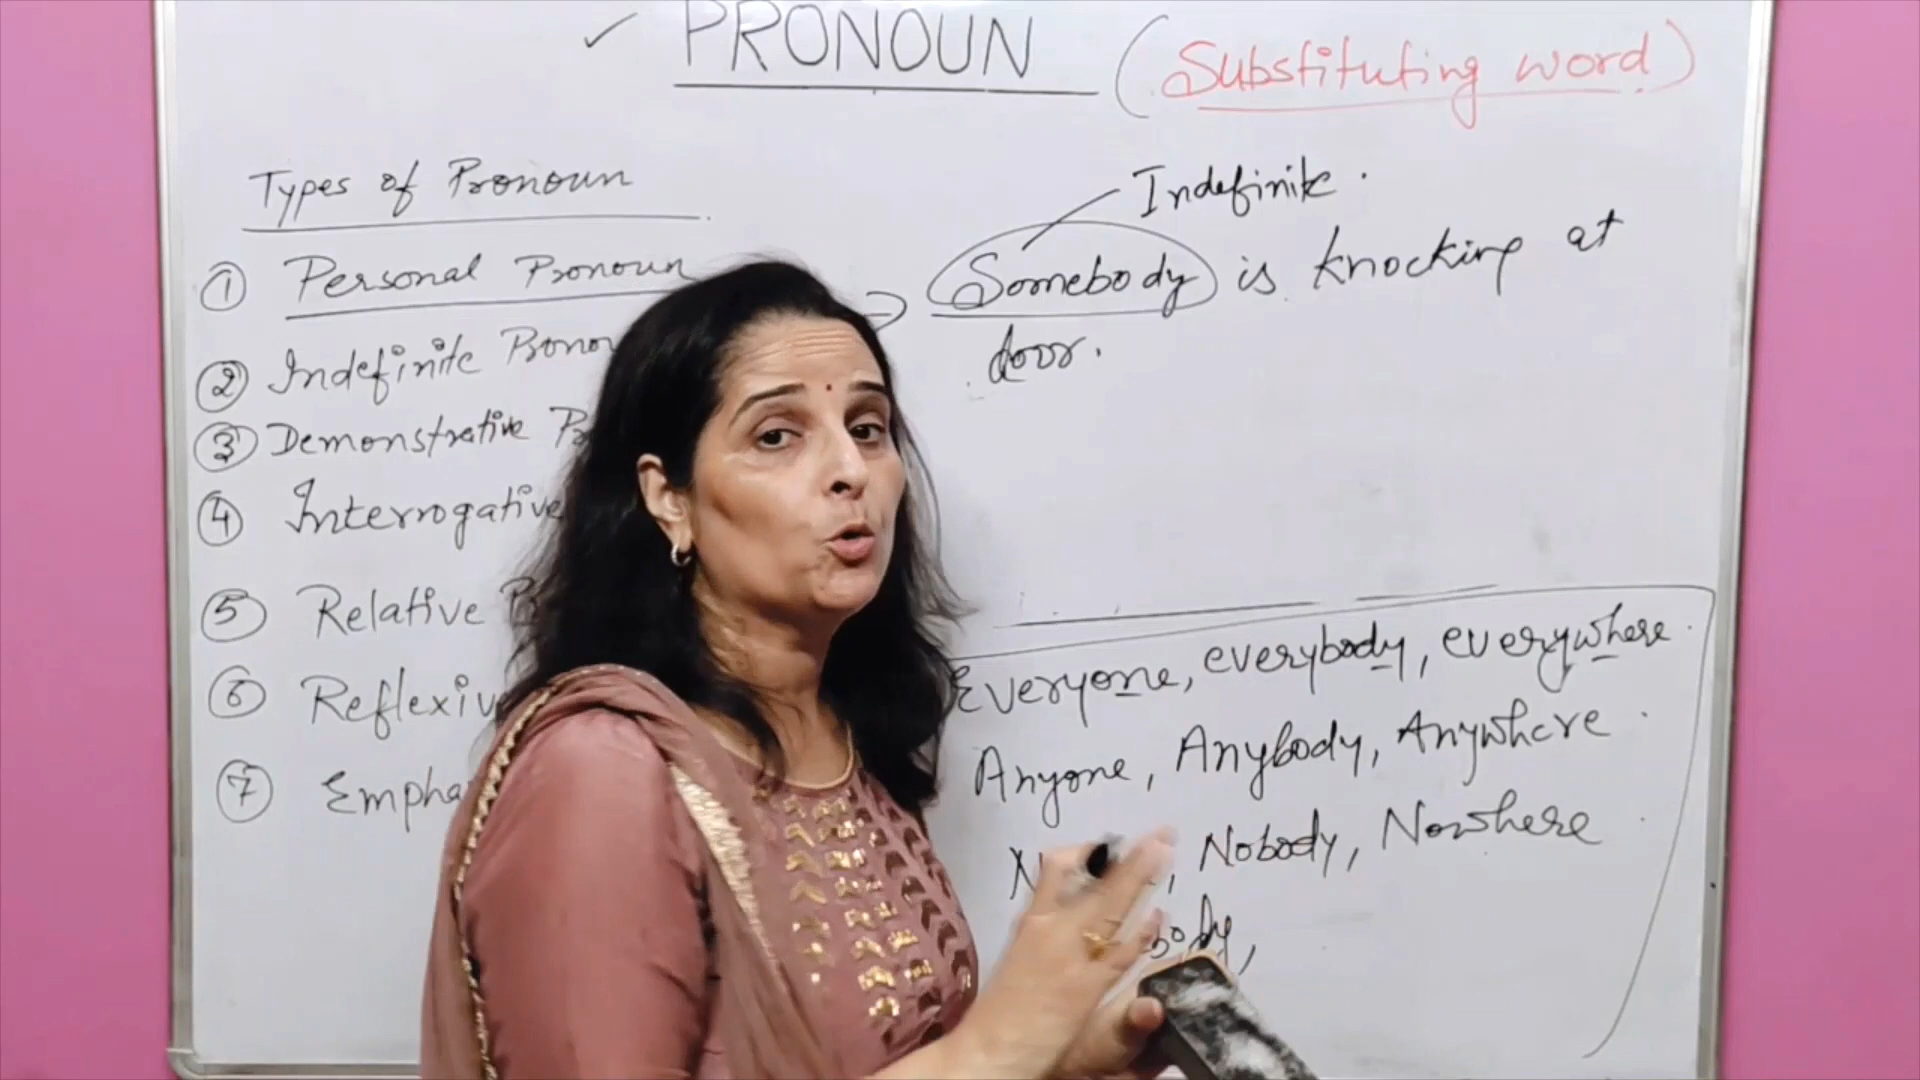 ✓ PRONOUN (Substituting word)
Types of Pronoun
① Personal Pronoun
② Indefinite
③ Demonstrative
④ Interrogative
⑤ Relative
⑥
⑦
Indefinite.
Somebody is knocking at
door.
Everyone, everybody, everywhere.
Anyone, Anybody, Anywhere.
Nobody, Nowhere.